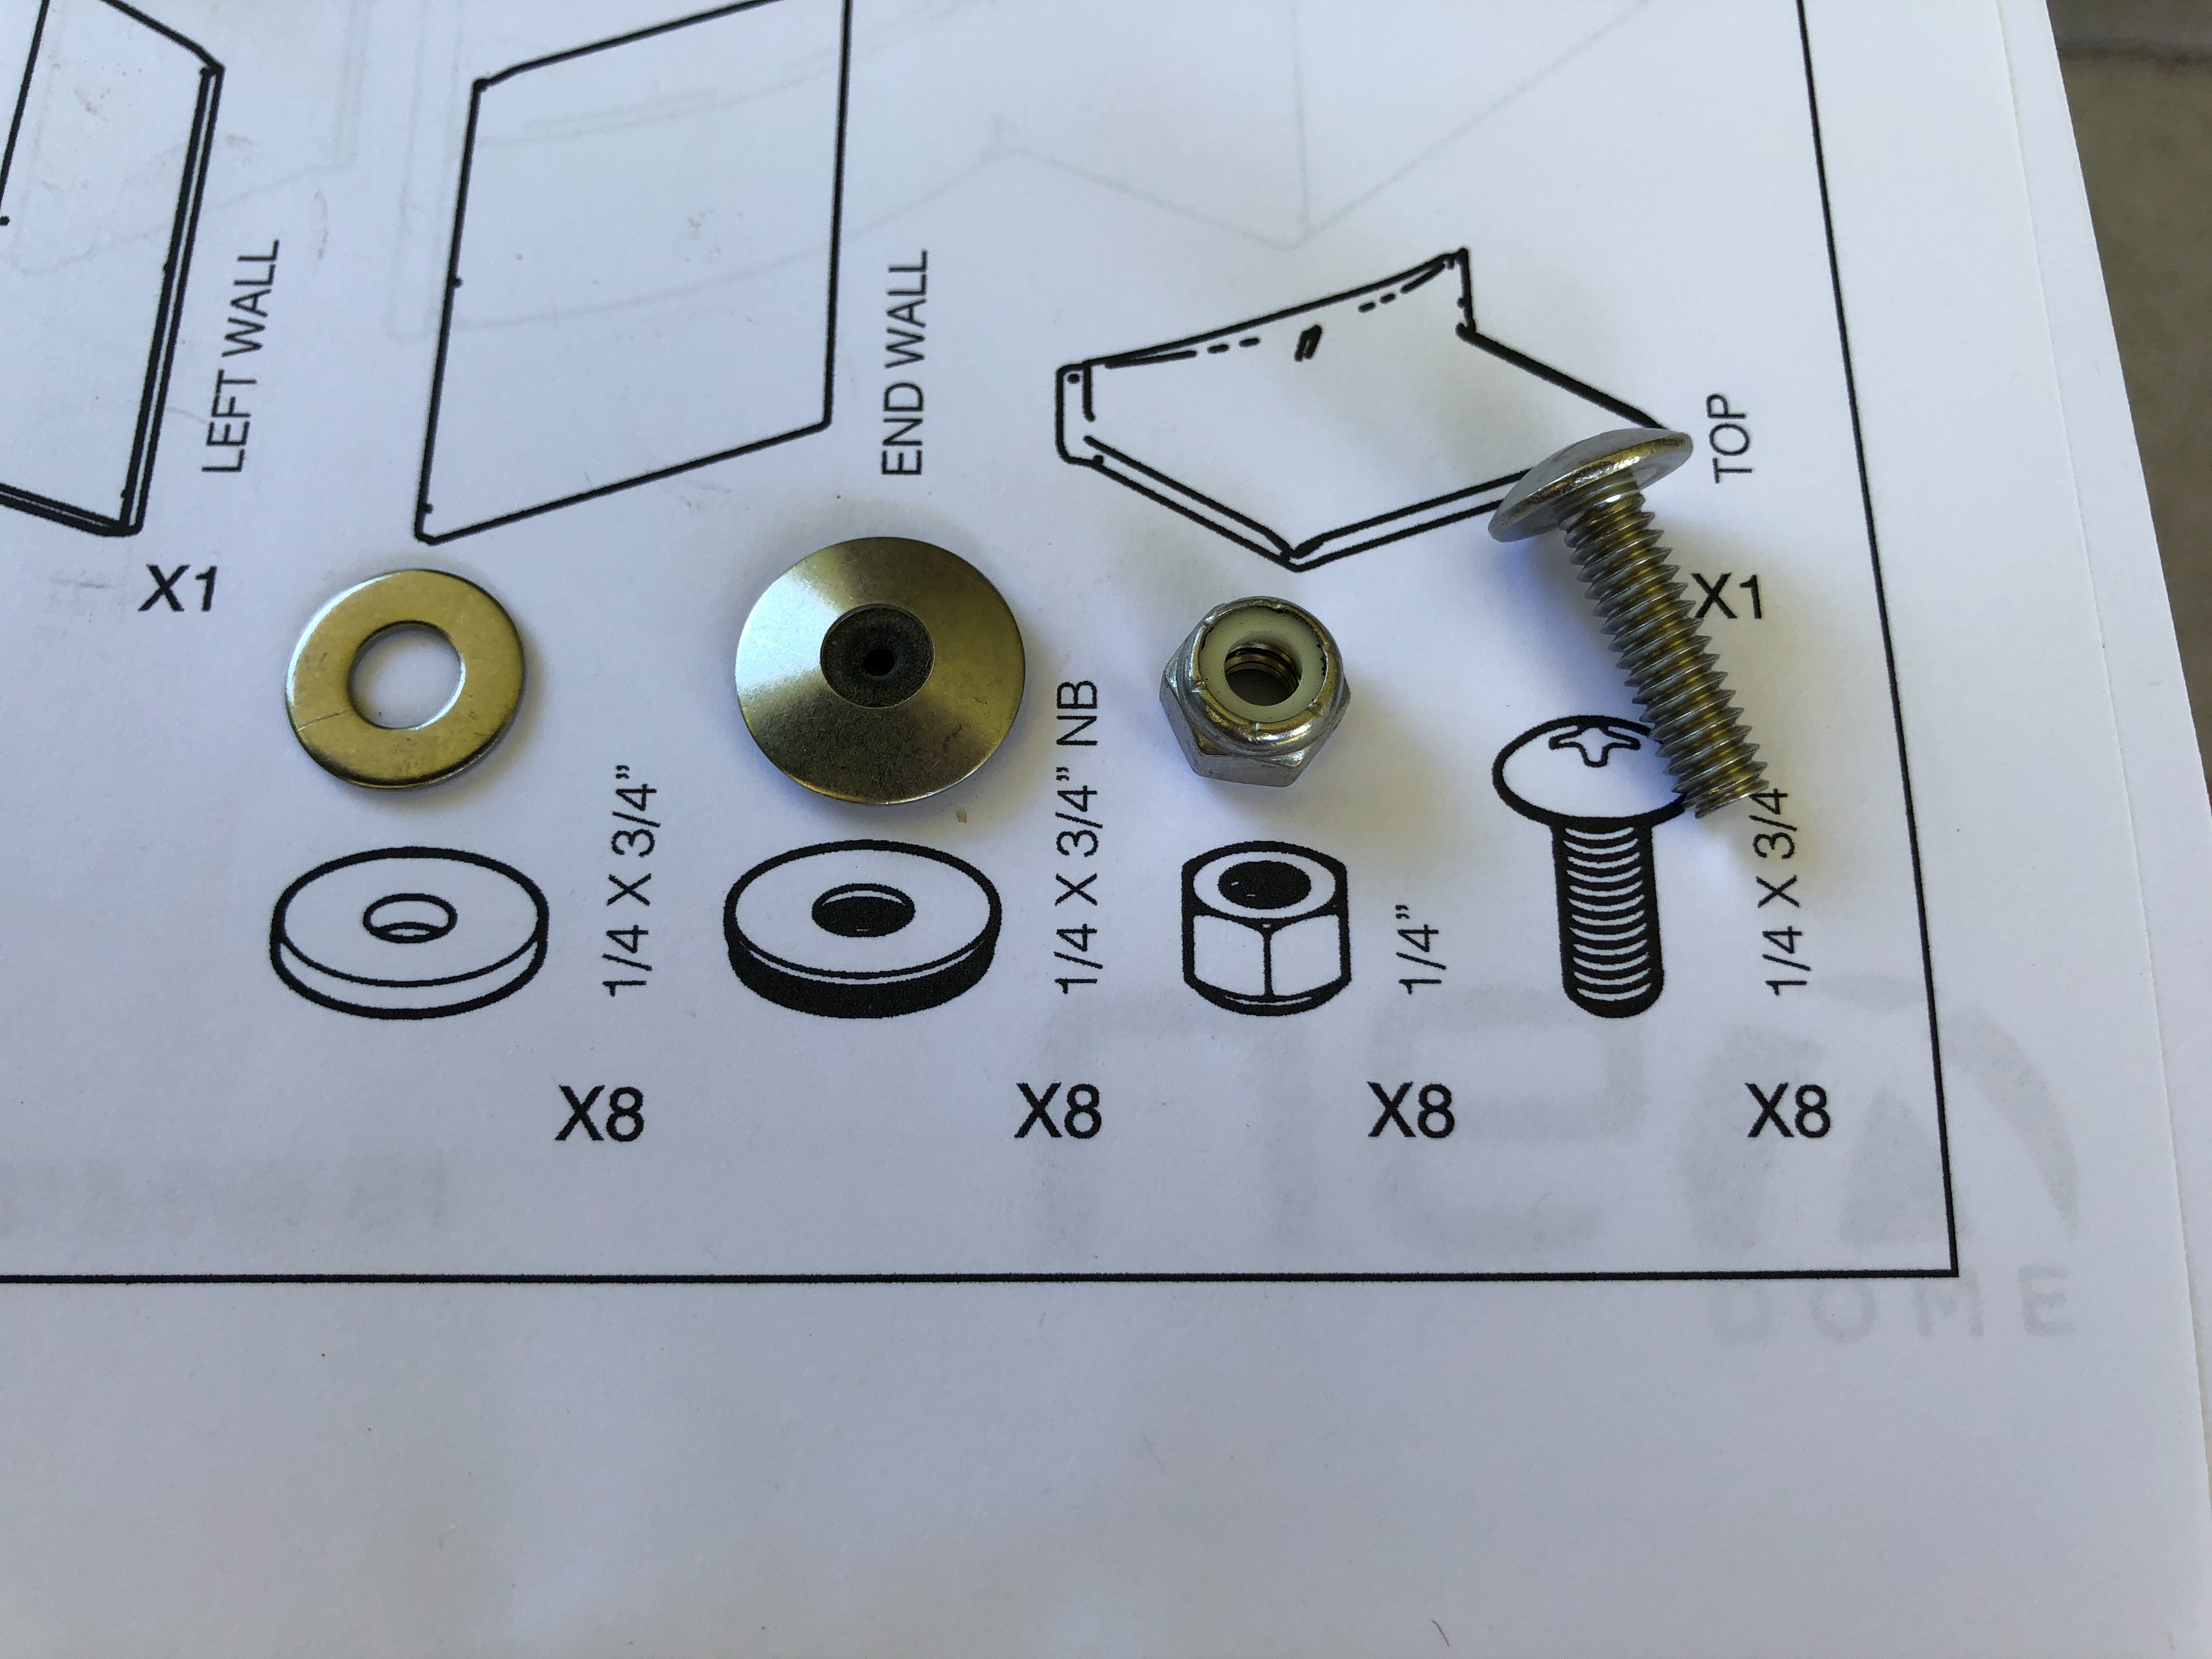 LEFT WALL
X1
END WALL
TOP
X1
1/4 X 3/4”
X8
1/4 X 3/4” NB
X8
1/4”
X8
1/4 X 3/4”
X8
DOME